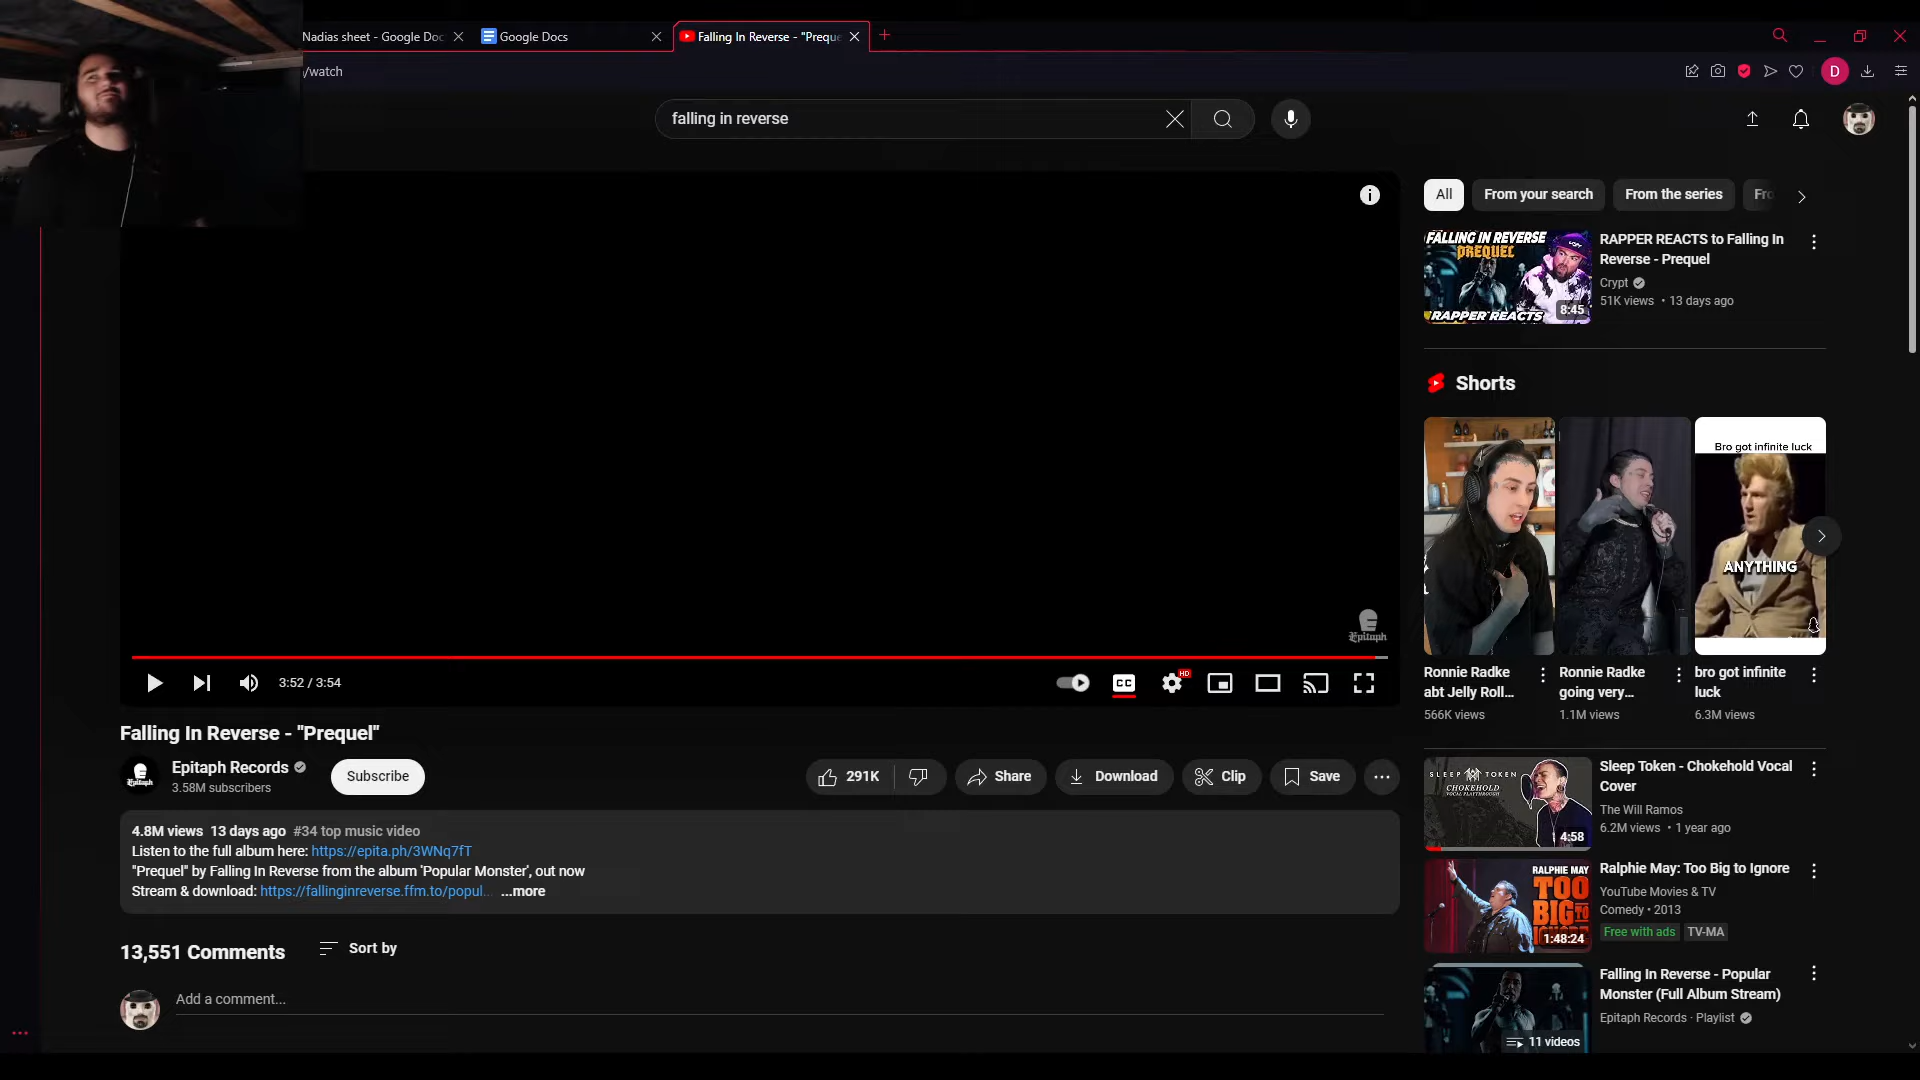 Nadias sheet - Google Doc
Google Docs
Falling In Reverse - "Preque
/watch
D
falling in reverse
All
From your search
From the series
Fro
FALLING IN REVERSE
PREQUEL
RAPPER REACTS
8:45
RAPPER REACTS to Falling In
Reverse - Prequel
Crypt
51K views • 13 days ago
Shorts
Bro got infinite luck
ANYTHING
Ronnie Radke
abt Jelly Roll...
566K views
Ronnie Radke
going very...
1.1M views
bro got infinite
luck
6.3M views
Epitaph
3:52 / 3:54
CC
HD
Falling In Reverse - "Prequel"
Epitaph Records
3.58M subscribers
Subscribe
291K
Share
Download
Clip
Save
4.8M views 13 days ago #34 top music video
Listen to the full album here: https://epita.ph/3WNq7fT
"Prequel" by Falling In Reverse from the album 'Popular Monster', out now
Stream & download: https://fallinginreverse.ffm.to/popul... ...more
13,551 Comments
Sort by
Add a comment...
SLEEP TOKEN
CHOKEHOLD
VOCAL PLAYTHROUGH
4:58
Sleep Token - Chokehold Vocal
Cover
The Will Ramos
6.2M views • 1 year ago
RALPHIE MAY
TOO
BIG TO
IGNORE
1:48:24
Ralphie May: Too Big to Ignore
YouTube Movies & TV
Comedy • 2013
Free with ads
TV-MA
11 videos
Falling In Reverse - Popular
Monster (Full Album Stream)
Epitaph Records · Playlist